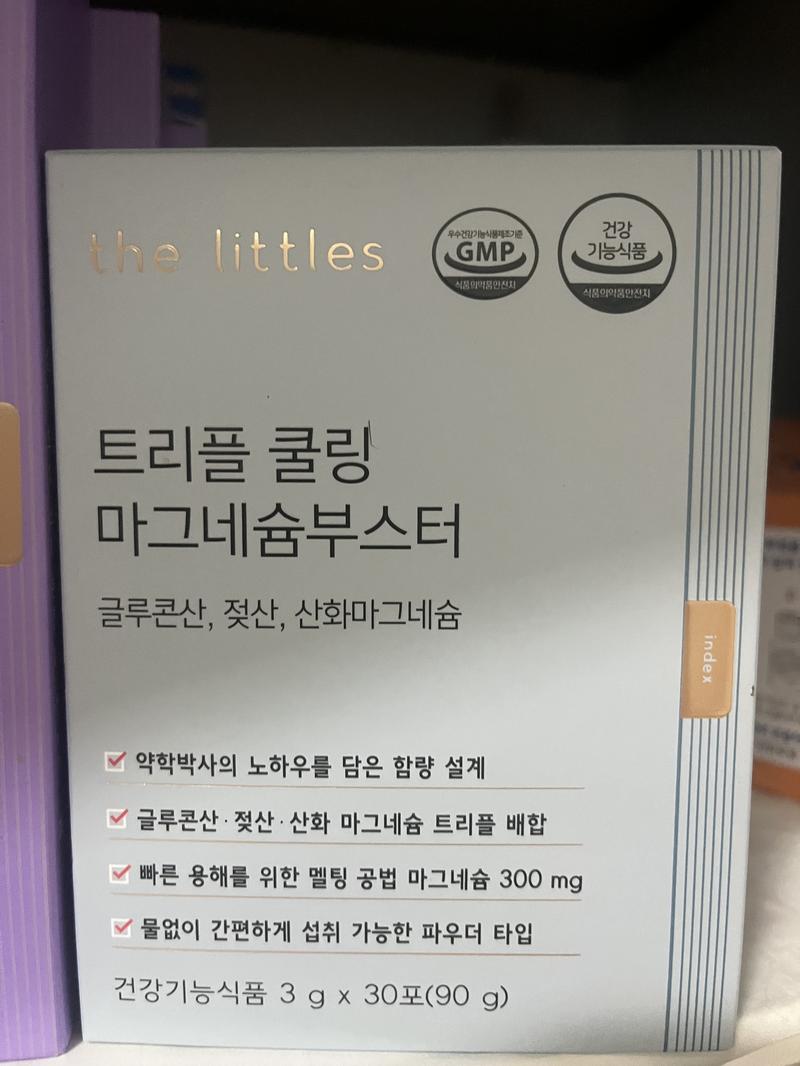 the littles
우수건강기능식품제조기준
GMP
식품의약품안전처
건강
기능식품
식품의약품안전처
트리플 쿨링
마그네슘부스터
글루콘산, 젖산, 산화마그네슘
index
약학박사의 노하우를 담은 함량 설계
글루콘산·젖산·산화 마그네슘 트리플 배합
빠른 용해를 위한 멜팅 공법 마그네슘 300 mg
물없이 간편하게 섭취 가능한 파우더 타입
건강기능식품 3 g x 30포(90 g)